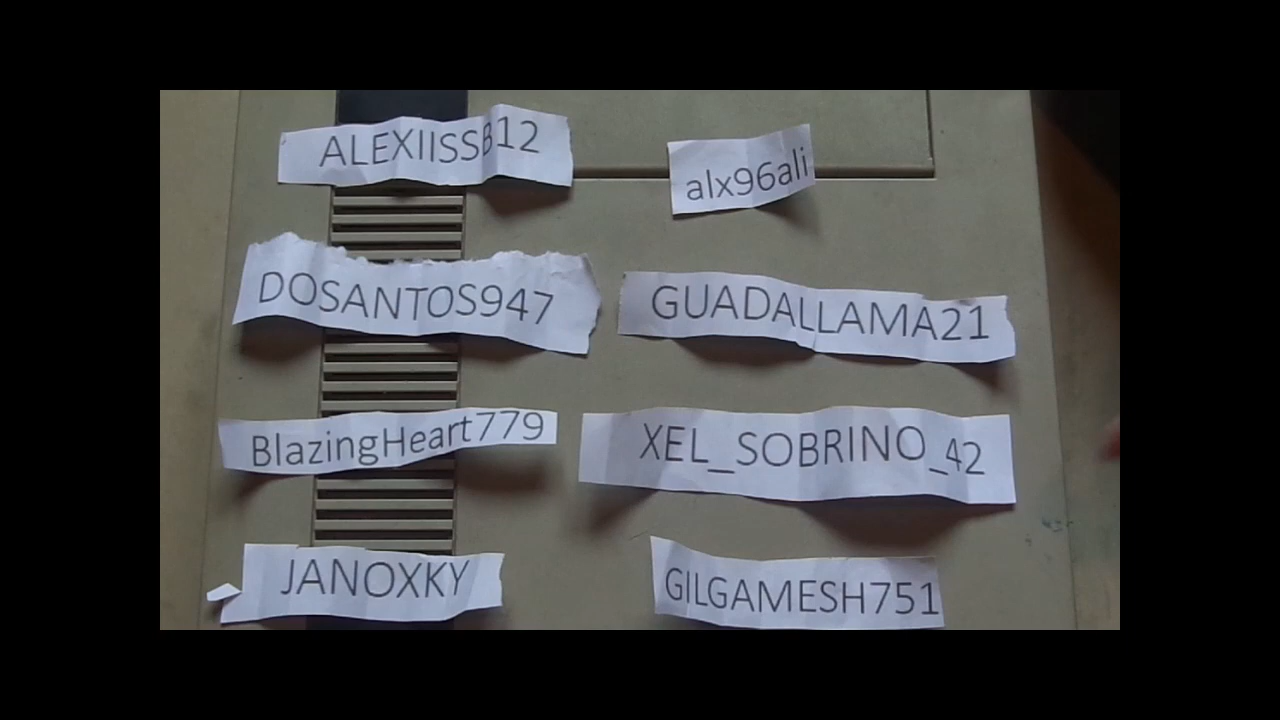 ALEXIISSB12
alx96ali
DOSANTOS947
GUADALLAMA21
BlazingHeart779
XEL_SOBRINO_42
JANOXKY
GILGAMESH751